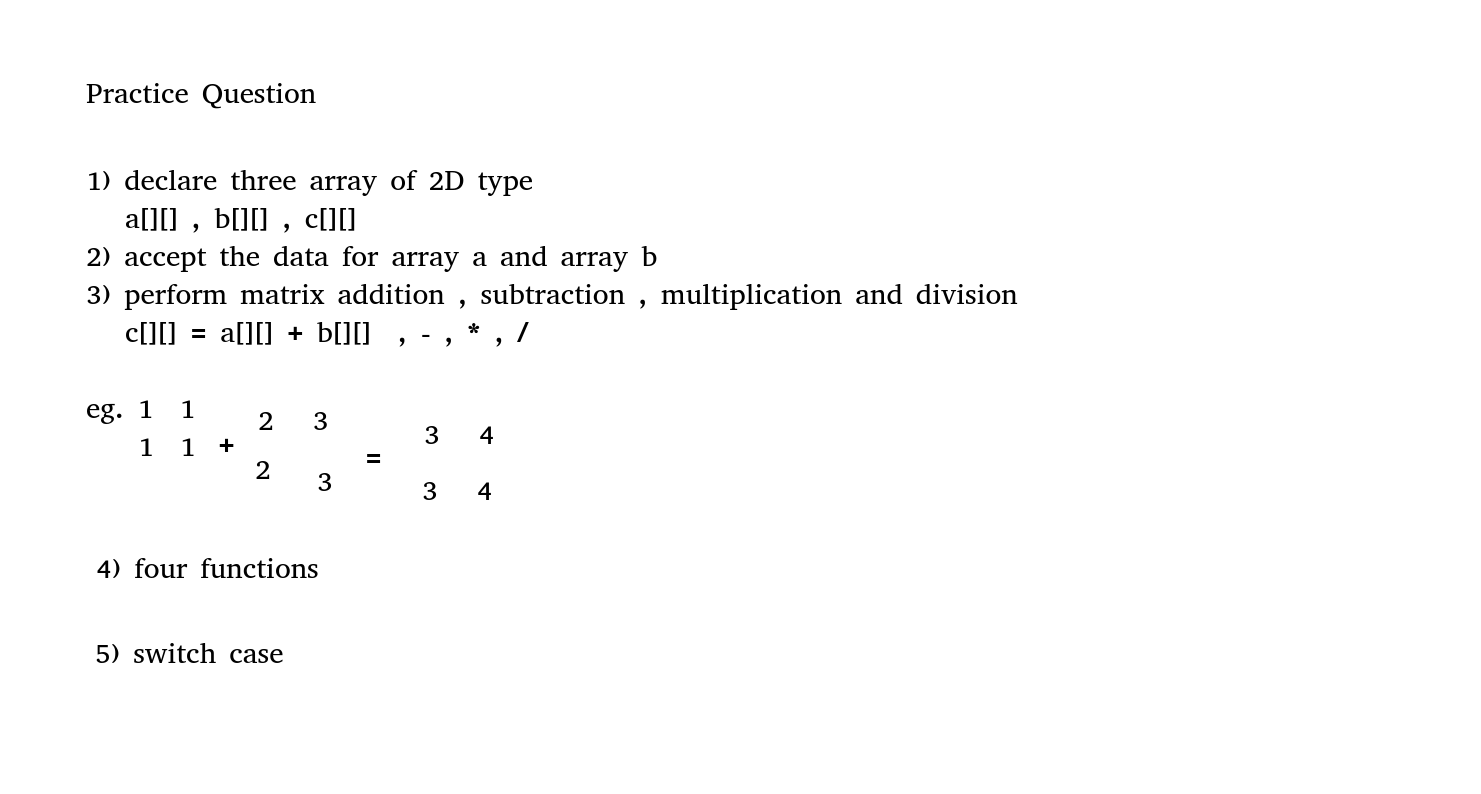 Practice Question
1) declare three array of 2D type
a[][] , b[][] , c[][]
2) accept the data for array a and array b
3) perform matrix addition , subtraction , multiplication and division
c[][] = a[][] + b[][] , - , * , /
eg. 1 1 2 3 3 4
1 1 + 2 3 = 3 4
4) four functions
5) switch case